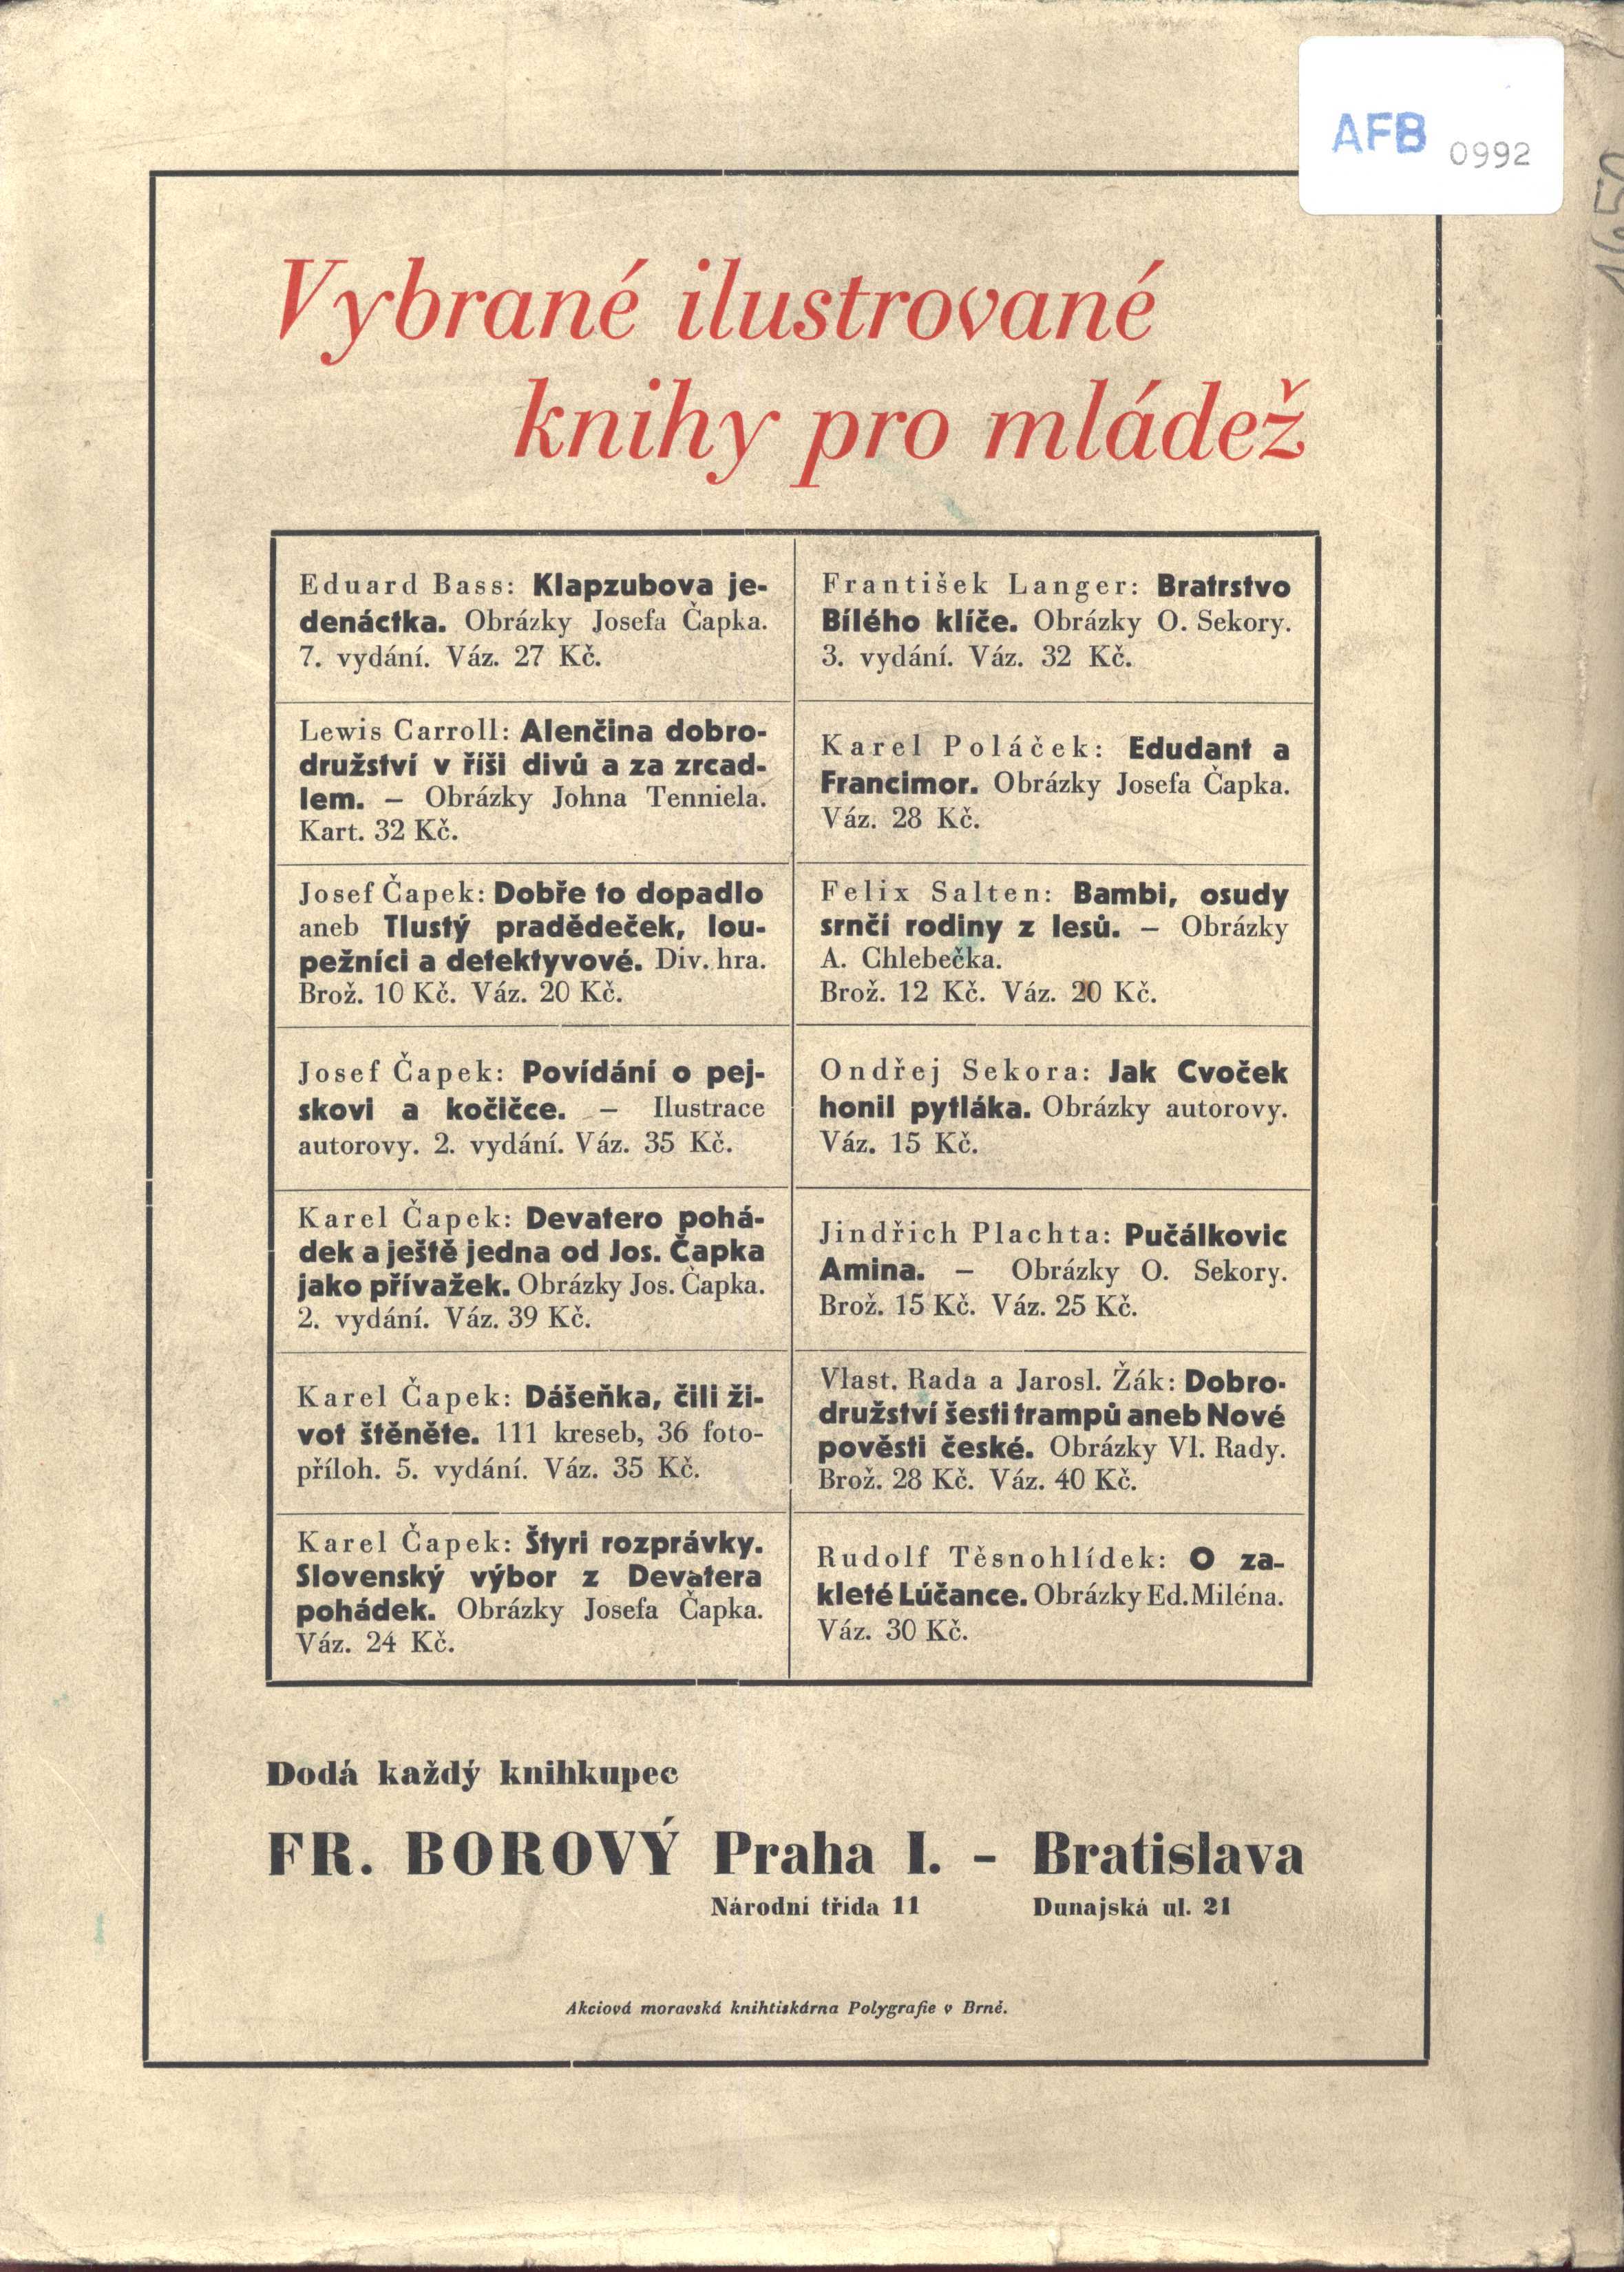 AFB 0992
1650
Vybrané ilustrované
knihy pro mládež
Eduard Bass: Klapzubova je-
denáctka. Obrázky Josefa Čapka.
7. vydání. Váz. 27 Kč.
Lewis Carroll: Alenčina dobro-
družství v říši divů a za zrcad-
lem. – Obrázky Johna Tenniela.
Kart. 32 Kč.
Josef Čapek: Dobře to dopadlo
aneb Tlustý pradědeček, lou-
pežníci a detektyvové. Div. hra.
Brož. 10 Kč. Váz. 20 Kč.
Josef Čapek: Povídání o pej-
skovi a kočičce. – Ilustrace
autorovy. 2. vydání. Váz. 35 Kč.
Karel Čapek: Devatero pohá-
dek a ještě jedna od Jos. Čapka
jako přívažek. Obrázky Jos. Čapka.
2. vydání. Váz. 39 Kč.
Karel Čapek: Dášeňka, čili ži-
vot štěněte. 111 kreseb, 36 foto-
příloh. 5. vydání. Váz. 35 Kč.
Karel Čapek: Štyri rozprávky.
Slovenský výbor z Devatera
pohádek. Obrázky Josefa Čapka.
Váz. 24 Kč.
František Langer: Bratrstvo
Bílého klíče. Obrázky O. Sekory.
3. vydání. Váz. 32 Kč.
Karel Poláček: Edudant a
Francimor. Obrázky Josefa Čapka.
Váz. 28 Kč.
Felix Salten: Bambi, osudy
srnčí rodiny z lesů. – Obrázky
A. Chlebečka.
Brož. 12 Kč. Váz. 20 Kč.
Ondřej Sekora: Jak Cvoček
honil pytláka. Obrázky autorovy.
Váz. 15 Kč.
Jindřich Plachta: Pučálkovic
Amina. – Obrázky O. Sekory.
Brož. 15 Kč. Váz. 25 Kč.
Vlast. Rada a Jarosl. Žák: Dobro-
družství šesti trampů aneb Nové
pověsti české. Obrázky Vl. Rady.
Brož. 28 Kč. Váz. 40 Kč.
Rudolf Těsnohlídek: O za-
kleté Lúčance. Obrázky Ed. Miléna.
Váz. 30 Kč.
Dodá každý knihkupec
FR. BOROVÝ Praha I. – Bratislava
Národní třída 11 Dunajská ul. 21
Akciová moravská knihtiskárna Polygrafie v Brně.